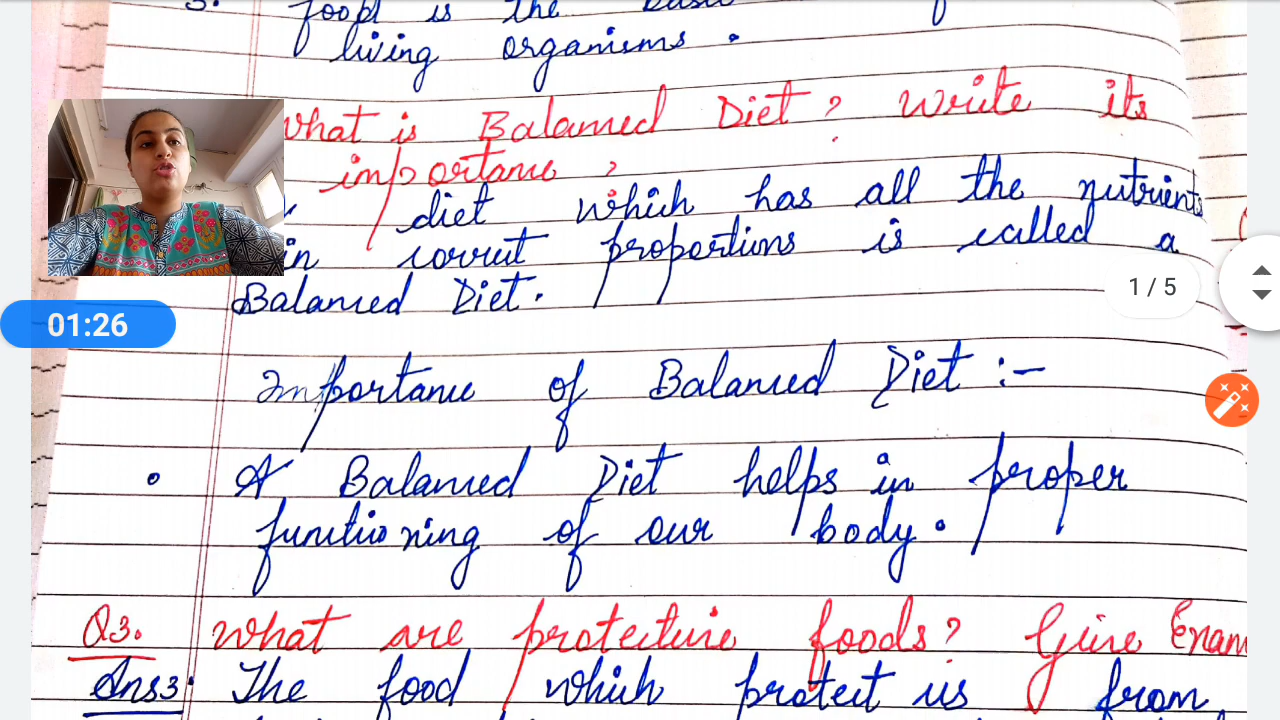 3. food is the
living organisms.
What is Balanced Diet? Write its
importance?
diet which has all the nutrients
in correct proportions is called a
Balanced Diet.
1 / 5
01:26
Importance of Balanced Diet :-
• A Balanced Diet helps in proper
functioning of our body.
Q3. What are protective foods? Give Exam
Ans3. The food which protect us from